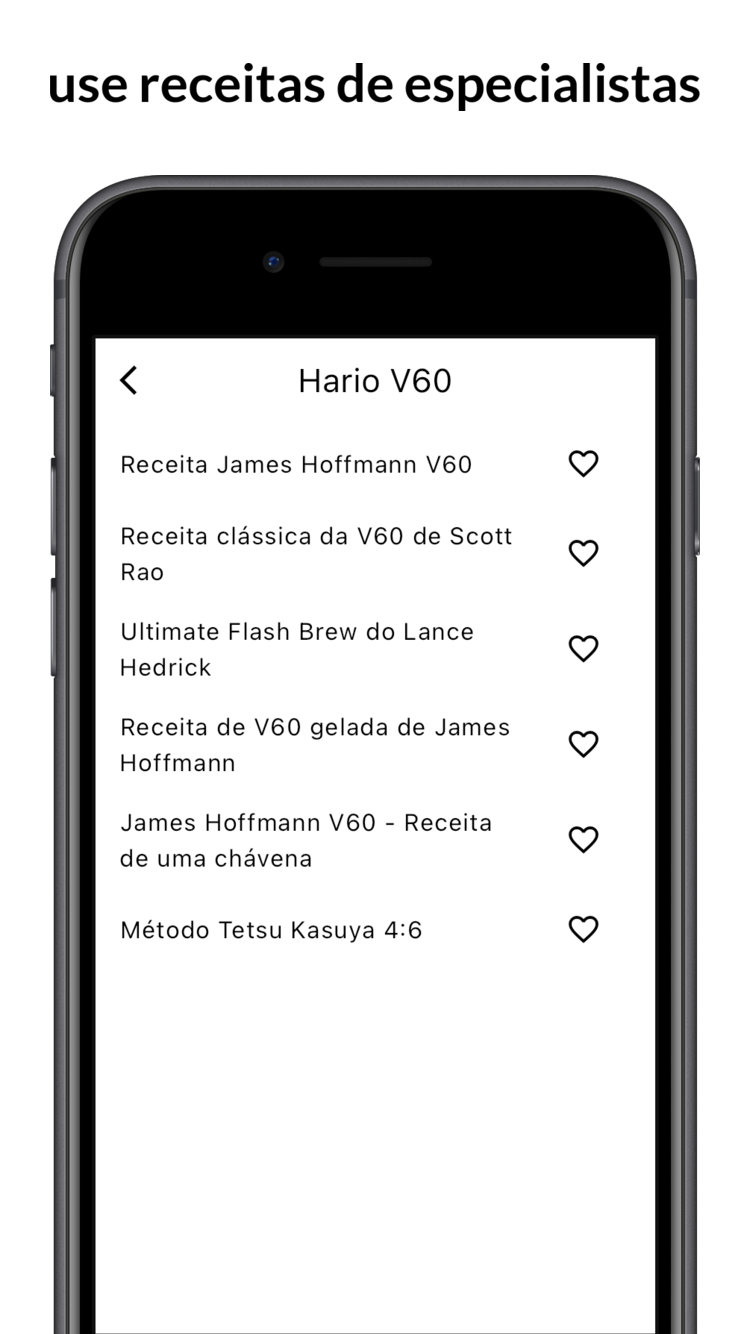 use receitas de especialistas
Hario V60
Receita James Hoffmann V60
Receita clássica da V60 de Scott
Rao
Ultimate Flash Brew do Lance
Hedrick
Receita de V60 gelada de James
Hoffmann
James Hoffmann V60 - Receita
de uma chávena
Método Tetsu Kasuya 4:6